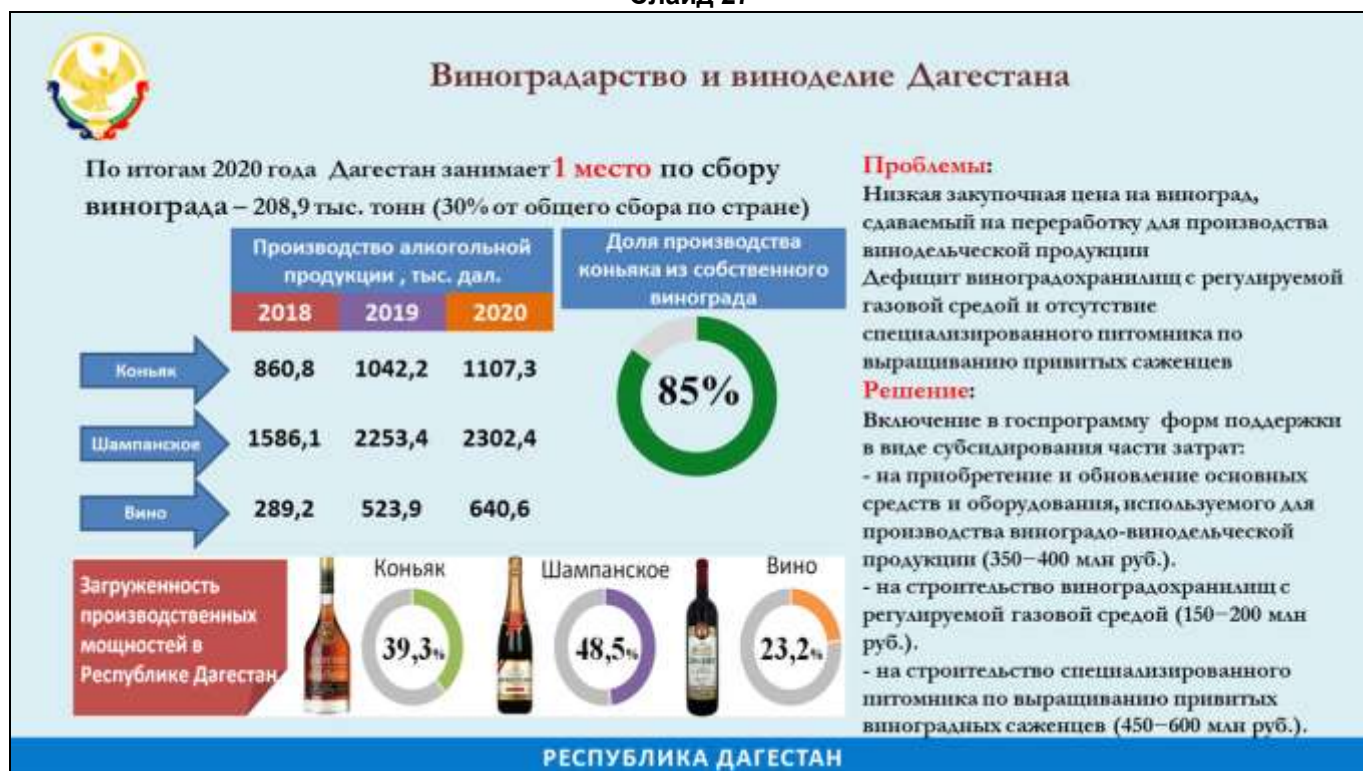 Слайд 27
Виноградарство и виноделие Дагестана
По итогам 2020 года Дагестан занимает 1 место по сбору
винограда – 208,9 тыс. тонн (30% от общего сбора по стране)
Производство алкогольной
продукции , тыс. дал.
2018 2019 2020
Коньяк 860,8 1042,2 1107,3
Шампанское 1586,1 2253,4 2302,4
Вино 289,2 523,9 640,6
Доля производства
коньяка из собственного
винограда
85%
Загруженность
производственных
мощностей в
Республике Дагестан
Коньяк
39,3%
Шампанское
48,5%
Вино
23,2%
Проблемы:
Низкая закупочная цена на виноград,
сдаваемый на переработку для производства
винодельческой продукции
Дефицит виноградохранилищ с регулируемой
газовой средой и отсутствие
специализированного питомника по
выращиванию привитых саженцев
Решение:
Включение в госпрограмму форм поддержки
в виде субсидирования части затрат:
- на приобретение и обновление основных
средств и оборудования, используемого для
производства виноградо-винодельческой
продукции (350–400 млн руб.).
- на строительство виноградохранилищ с
регулируемой газовой средой (150–200 млн
руб.).
- на строительство специализированного
питомника по выращиванию привитых
виноградных саженцев (450–600 млн руб.).
РЕСПУБЛИКА ДАГЕСТАН